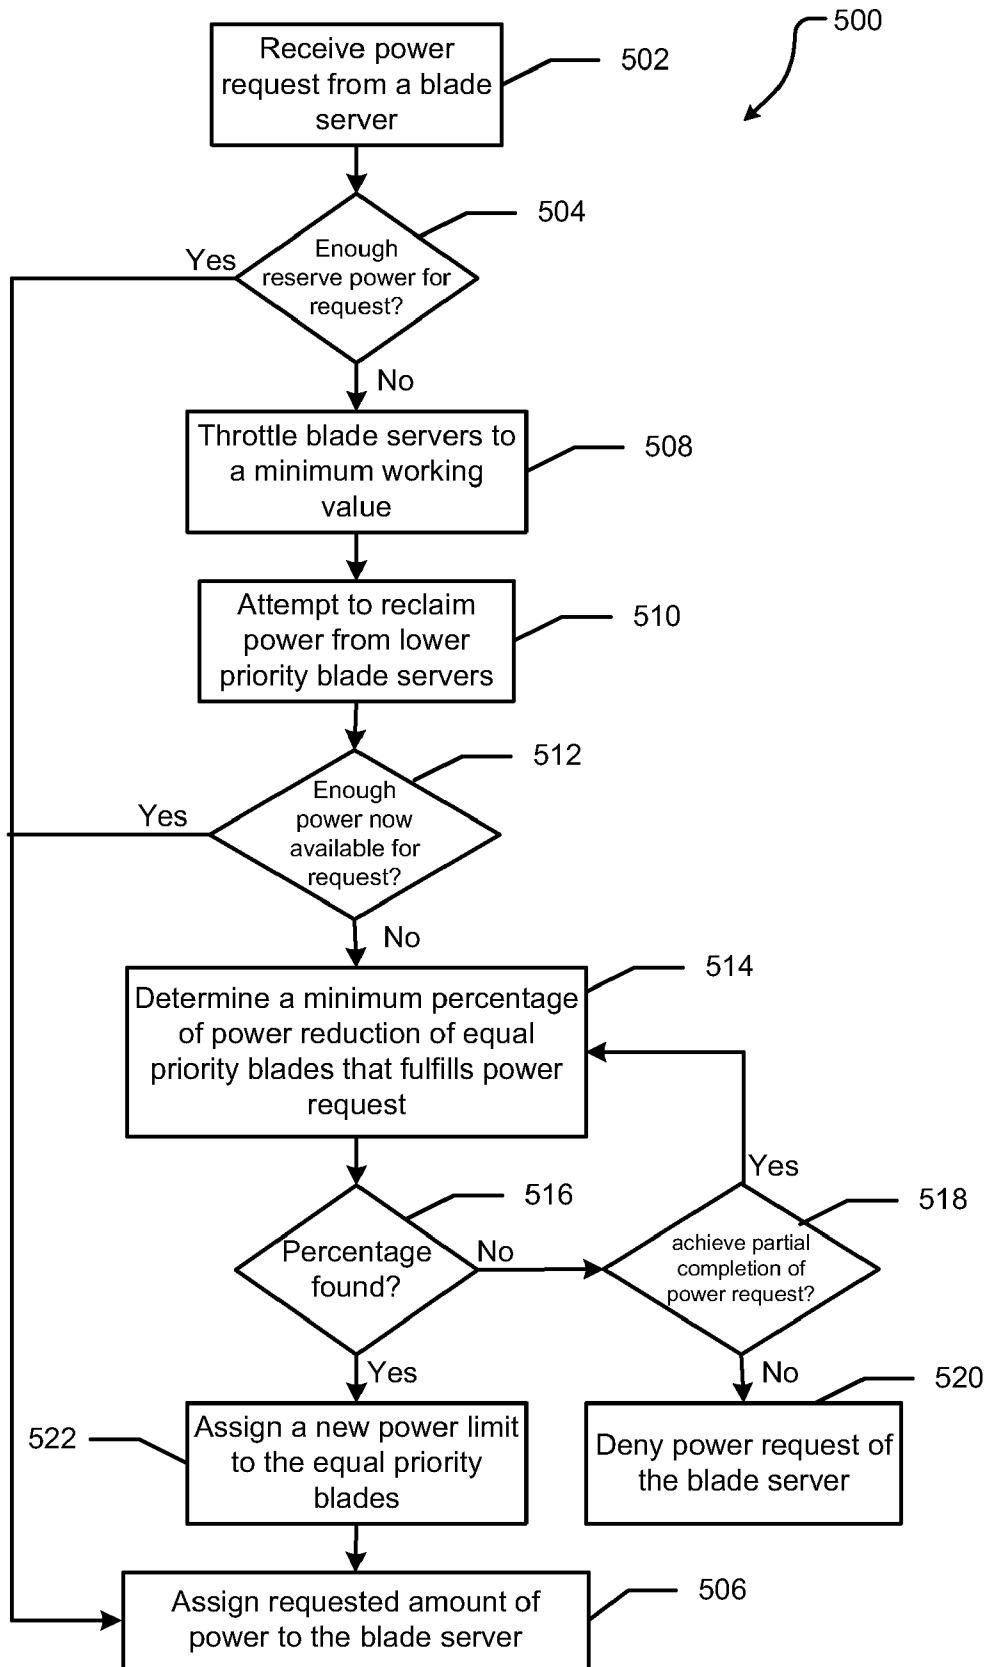 500
Receive power
request from a blade
server
502
504
Enough
reserve power for
request?
Yes
No
Throttle blade servers to
a minimum working
value
508
Attempt to reclaim
power from lower
priority blade servers
510
512
Enough
power now
available for
request?
Yes
No
514
Determine a minimum percentage
of power reduction of equal
priority blades that fulfills power
request
516
Percentage
found?
No
Yes
518
achieve partial
completion of
power request?
Yes
No
520
Deny power request of
the blade server
522
Assign a new power limit
to the equal priority
blades
506
Assign requested amount of
power to the blade server